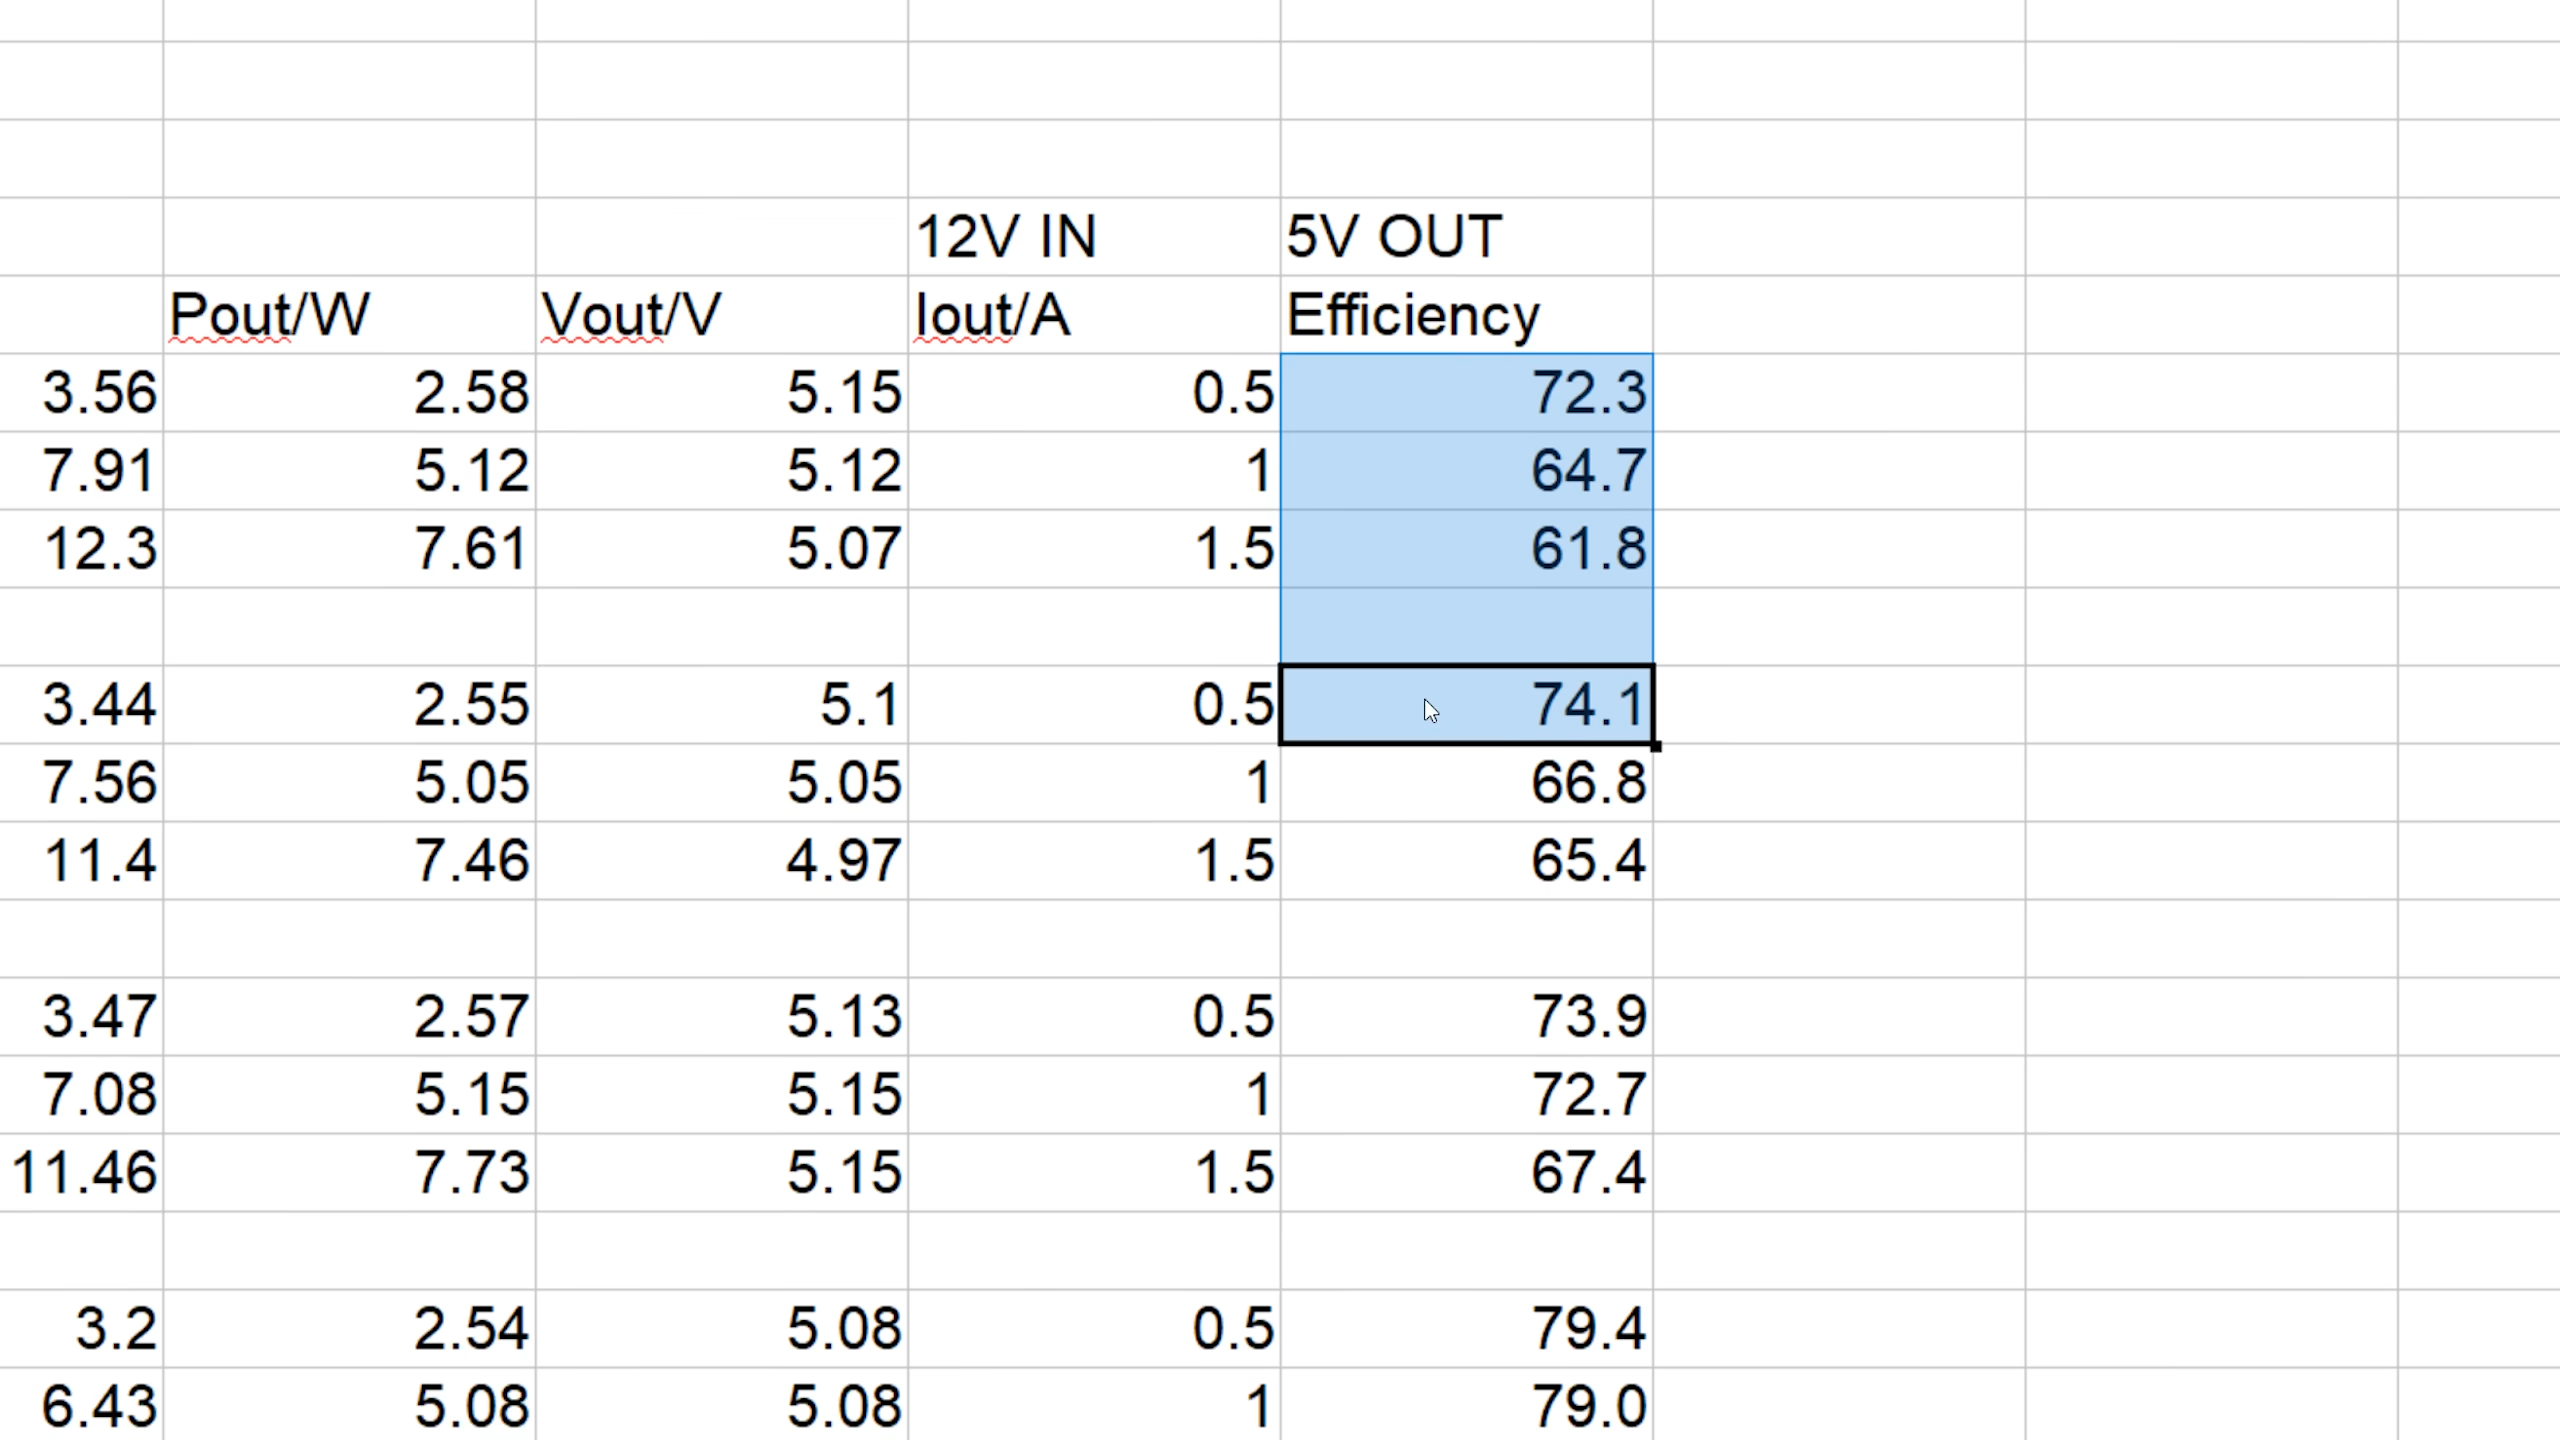 12V IN 5V OUT
Pout/W Vout/V Iout/A Efficiency
3.56 2.58 5.15 0.5 72.3
7.91 5.12 5.12 1 64.7
12.3 7.61 5.07 1.5 61.8
3.44 2.55 5.1 0.5 74.1
7.56 5.05 5.05 1 66.8
11.4 7.46 4.97 1.5 65.4
3.47 2.57 5.13 0.5 73.9
7.08 5.15 5.15 1 72.7
11.46 7.73 5.15 1.5 67.4
3.2 2.54 5.08 0.5 79.4
6.43 5.08 5.08 1 79.0